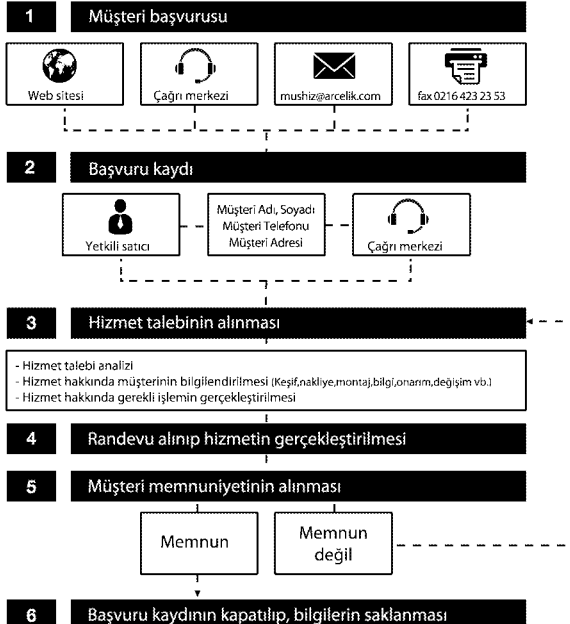 1 Müşteri başvurusu
Web sitesi
Çağrı merkezi
mushiz@arcelik.com
fax 0216 423 23 53
2 Başvuru kaydı
Yetkili satıcı
Müşteri Adı, Soyadı
Müşteri Telefonu
Müşteri Adresi
Çağrı merkezi
3 Hizmet talebinin alınması
- Hizmet talebi analizi
- Hizmet hakkında müşterinin bilgilendirilmesi (Keşif,nakliye,montaj,bilgi,onarım,değişim vb.)
- Hizmet hakkında gerekli işlemin gerçekleştirilmesi
4 Randevu alınıp hizmetin gerçekleştirilmesi
5 Müşteri memnuniyetinin alınması
Memnun
Memnun
değil
6 Başvuru kaydının kapatılıp, bilgilerin saklanması